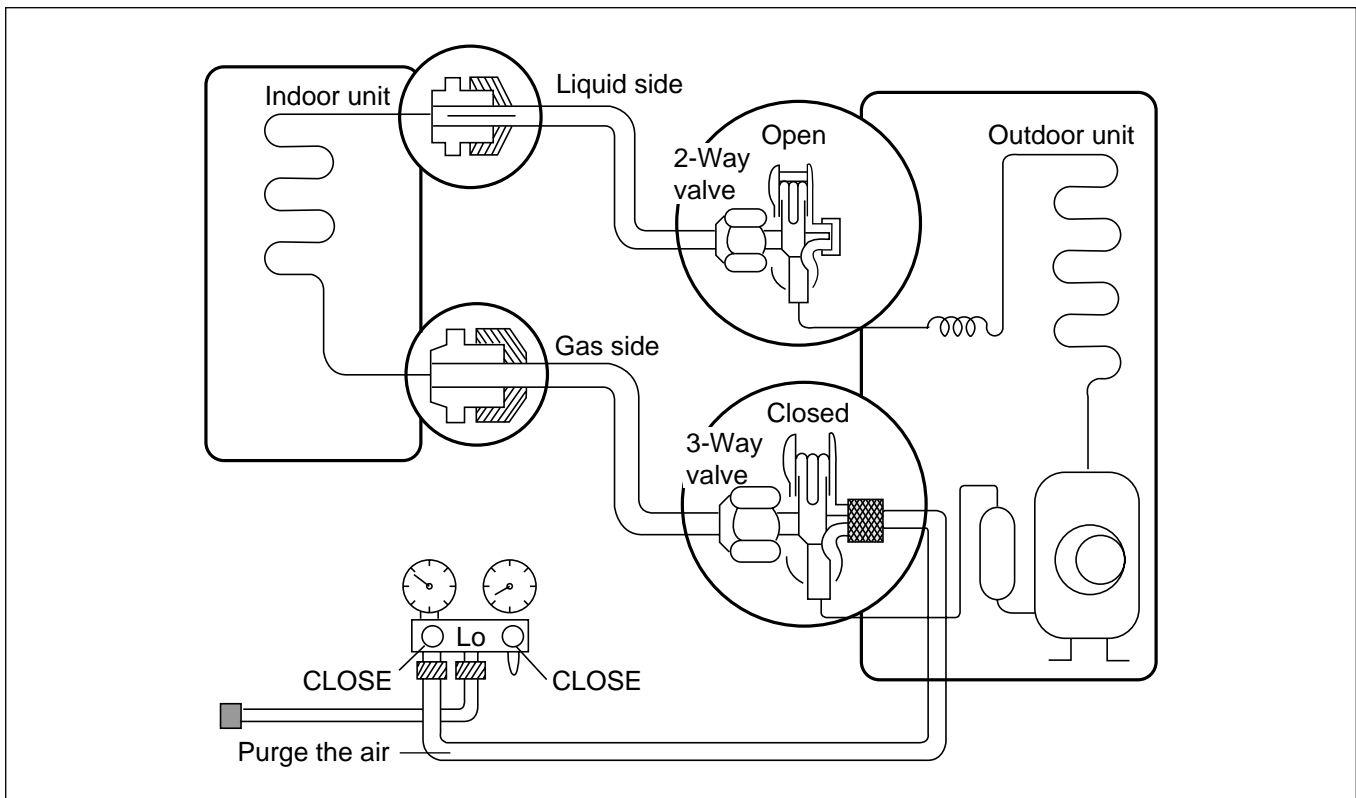 Indoor unit
Liquid side
Open
2-Way
valve
Outdoor unit
Gas side
Closed
3-Way
valve
Lo
CLOSE
CLOSE
Purge the air